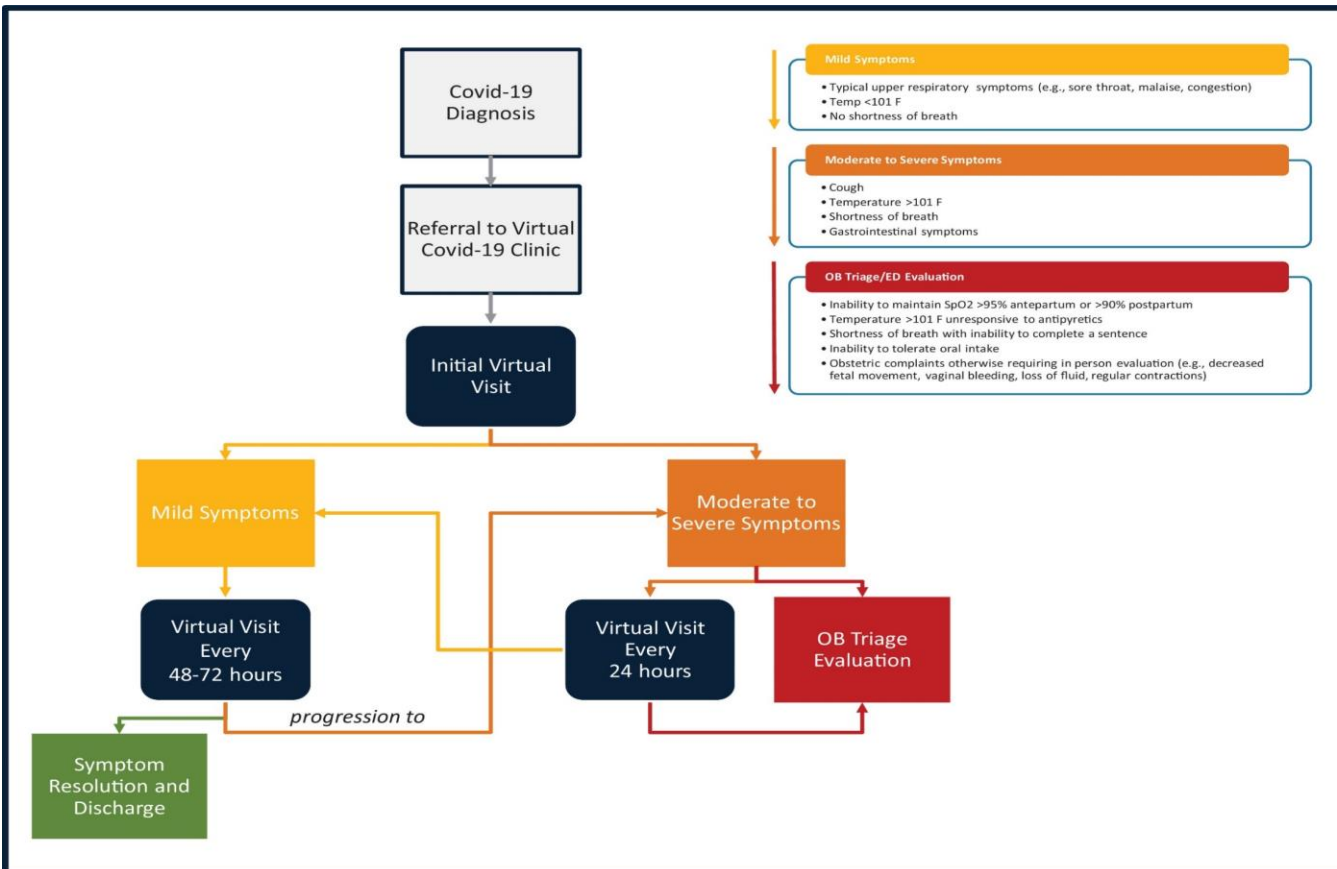 Covid-19
Diagnosis
Referral to Virtual
Covid-19 Clinic
Initial Virtual
Visit
Mild Symptoms
Moderate to
Severe Symptoms
Virtual Visit
Every
48-72 hours
Virtual Visit
Every
24 hours
OB Triage
Evaluation
progression to
Symptom
Resolution and
Discharge
Mild Symptoms
• Typical upper respiratory symptoms (e.g., sore throat, malaise, congestion)
• Temp <101 F
• No shortness of breath
Moderate to Severe Symptoms
• Cough
• Temperature >101 F
• Shortness of breath
• Gastrointestinal symptoms
OB Triage/ED Evaluation
• Inability to maintain SpO2 >95% antepartum or >90% postpartum
• Temperature >101 F unresponsive to antipyretics
• Shortness of breath with inability to complete a sentence
• Inability to tolerate oral intake
• Obstetric complaints otherwise requiring in person evaluation (e.g., decreased
fetal movement, vaginal bleeding, loss of fluid, regular contractions)